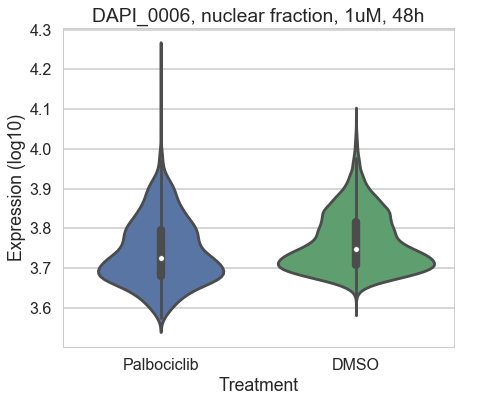 DAPI_0006, nuclear fraction, 1uM, 48h
Expression (log10)
4.3
4.2
4.1
4.0
3.9
3.8
3.7
3.6
Palbociclib DMSO
Treatment